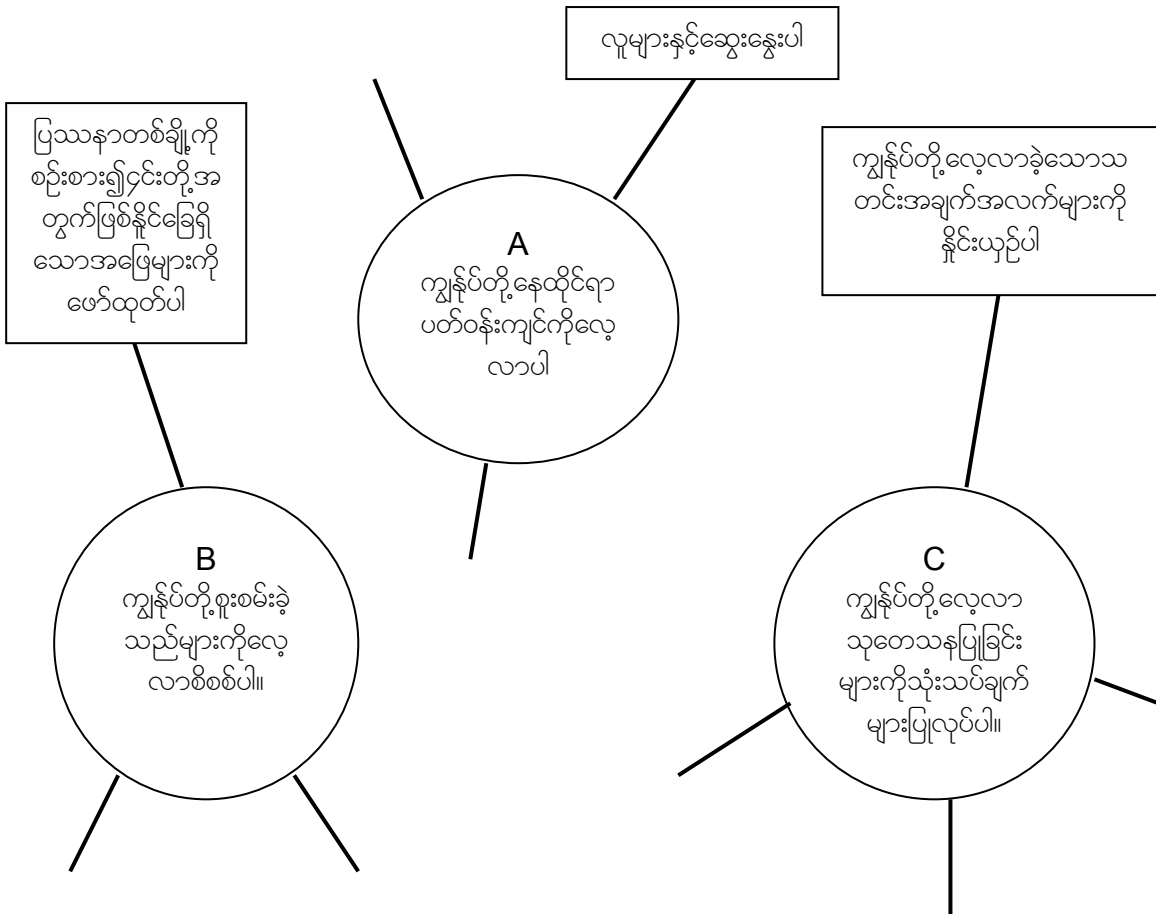 လူများနှင့်ဆွေးနွေးပါ
ပြဿနာတစ်ချို့ကို
စဉ်းစား၍၄င်းတို့အ
တွက်ဖြစ်နိူင်ခြေရှိ
သောအဖြေများကို
ဖော်ထုတ်ပါ
ကျွန်ုပ်တို့လေ့လာခဲ့သောသ
တင်းအချက်အလက်များကို
နှိုင်းယှဉ်ပါ
A
ကျွန်ုပ်တို့နေထိုင်ရာ
ပတ်ဝန်းကျင်ကိုလေ့
လာပါ
B
ကျွန်ုပ်တို့စူးစမ်းခဲ့
သည်များကိုလေ့
လာစိစစ်ပါ။
C
ကျွန်ုပ်တို့လေ့လာ
သုတေသနပြုခြင်း
များကိုသုံးသပ်ချက်
များပြုလုပ်ပါ။